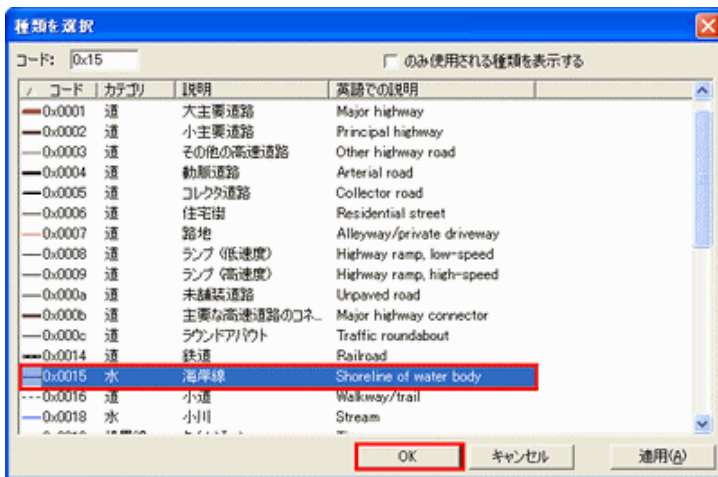 種類を選択
コード: 0x15 のみ使用される種類を表示する
/ コード カテゴリ 説明 英語での説明
0x0001 道 大主要道路 Major highway
0x0002 道 小主要道路 Principal highway
0x0003 道 その他の高速道路 Other highway road
0x0004 道 動脈道路 Arterial road
0x0005 道 コレクタ道路 Collector road
0x0006 道 住宅街 Residential street
0x0007 道 路地 Alleyway/private driveway
0x0008 道 ランプ (低速度) Highway ramp, low-speed
0x0009 道 ランプ (高速度) Highway ramp, high-speed
0x000a 道 未舗装道路 Unpaved road
0x000b 道 主要な高速道路のコネ... Major highway connector
0x000c 道 ラウンドアバウト Traffic roundabout
0x0014 道 鉄道 Railroad
0x0015 水 海岸線 Shoreline of water body
0x0016 道 小道 Walkway/trail
0x0018 水 小川 Stream
OK キャンセル 適用(A)